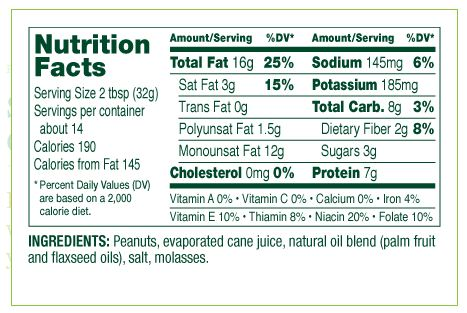 Nutrition
Facts
Serving Size 2 tbsp (32g)
Servings per container
about 14
Calories 190
Calories from Fat 145
*Percent Daily Values (DV)
are based on a 2,000
calorie diet.
Amount/Serving %DV*
Total Fat 16g 25%
Sat Fat 3g 15%
Trans Fat 0g
Polyunsat Fat 1.5g
Monounsat Fat 12g
Cholesterol 0mg 0%
Amount/Serving %DV*
Sodium 145mg 6%
Potassium 185mg
Total Carb. 8g 3%
Dietary Fiber 2g 8%
Sugars 3g
Protein 7g
Vitamin A 0% • Vitamin C 0% • Calcium 0% • Iron 4%
Vitamin E 10% • Thiamin 8% • Niacin 20% • Folate 10%
INGREDIENTS: Peanuts, evaporated cane juice, natural oil blend (palm fruit
and flaxseed oils), salt, molasses.